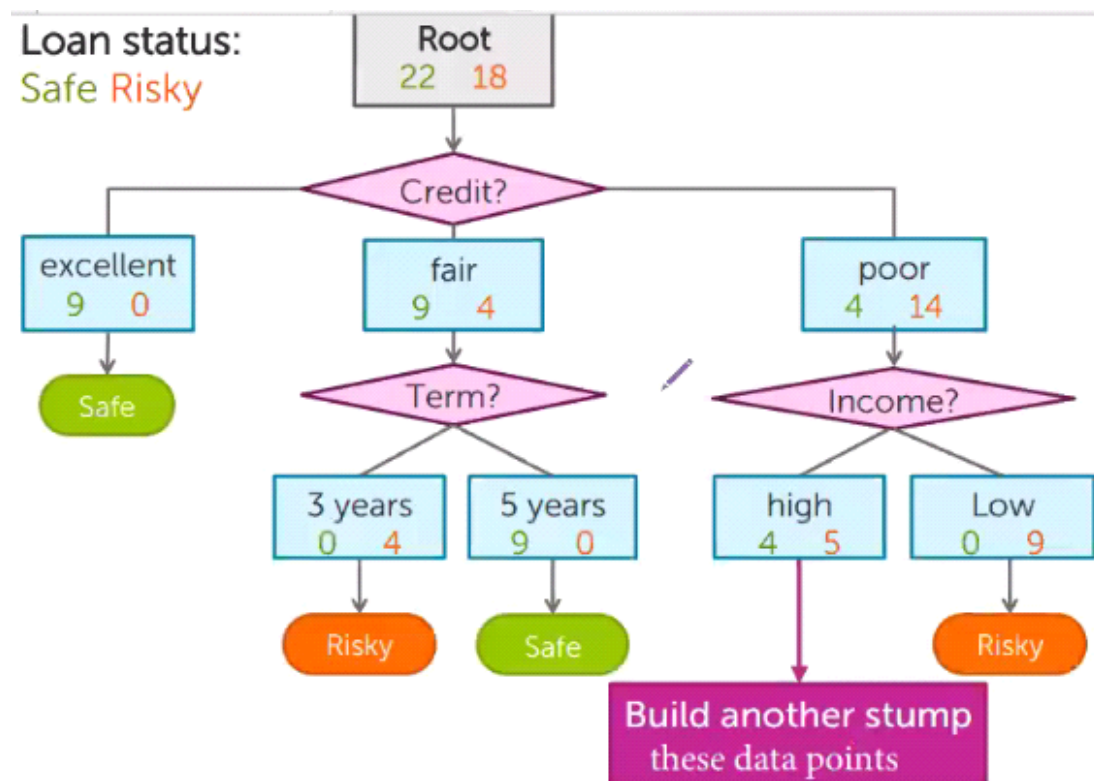 Loan status:
Safe Risky
Root
22 18
Credit?
excellent
9 0
fair
9 4
poor
4 14
Safe
Term?
Income?
3 years
0 4
5 years
9 0
high
4 5
Low
0 9
Risky
Safe
Risky
Build another stump
these data points